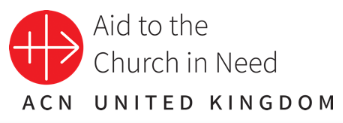 Aid to the
Church in Need
ACN UNITED KINGDOM